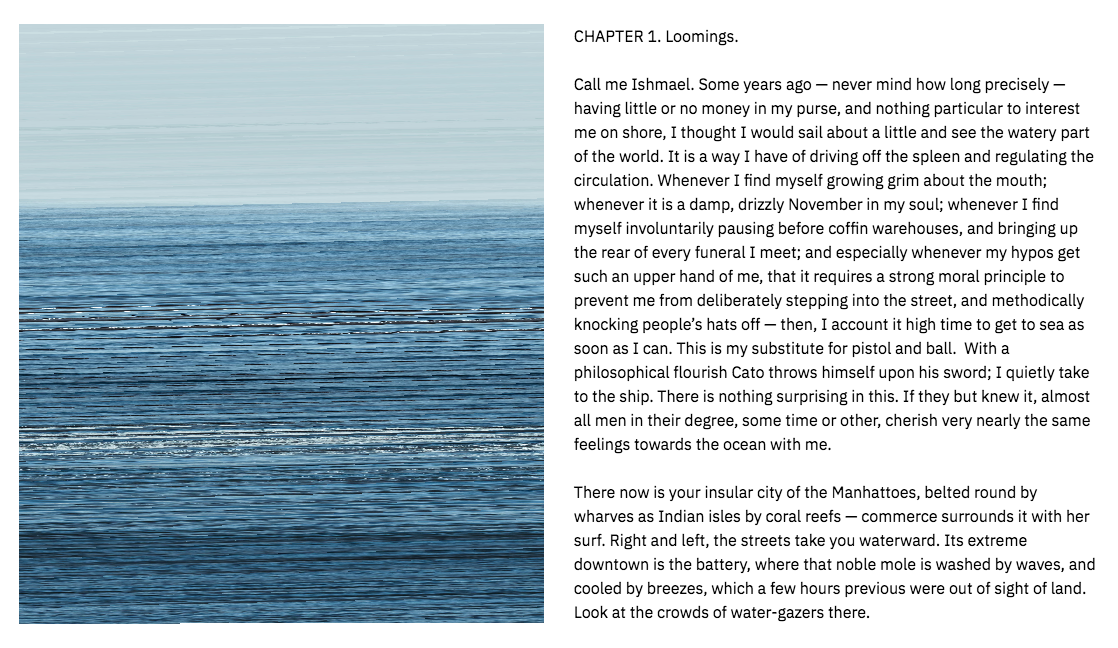 CHAPTER 1. Loomings.
Call me Ishmael. Some years ago — never mind how long precisely —
having little or no money in my purse, and nothing particular to interest
me on shore, I thought I would sail about a little and see the watery part
of the world. It is a way I have of driving off the spleen and regulating the
circulation. Whenever I find myself growing grim about the mouth;
whenever it is a damp, drizzly November in my soul; whenever I find
myself involuntarily pausing before coffin warehouses, and bringing up
the rear of every funeral I meet; and especially whenever my hypos get
such an upper hand of me, that it requires a strong moral principle to
prevent me from deliberately stepping into the street, and methodically
knocking people’s hats off — then, I account it high time to get to sea as
soon as I can. This is my substitute for pistol and ball.  With a
philosophical flourish Cato throws himself upon his sword; I quietly take
to the ship. There is nothing surprising in this. If they but knew it, almost
all men in their degree, some time or other, cherish very nearly the same
feelings towards the ocean with me.
There now is your insular city of the Manhattoes, belted round by
wharves as Indian isles by coral reefs — commerce surrounds it with her
surf. Right and left, the streets take you waterward. Its extreme
downtown is the battery, where that noble mole is washed by waves, and
cooled by breezes, which a few hours previous were out of sight of land.
Look at the crowds of water-gazers there.